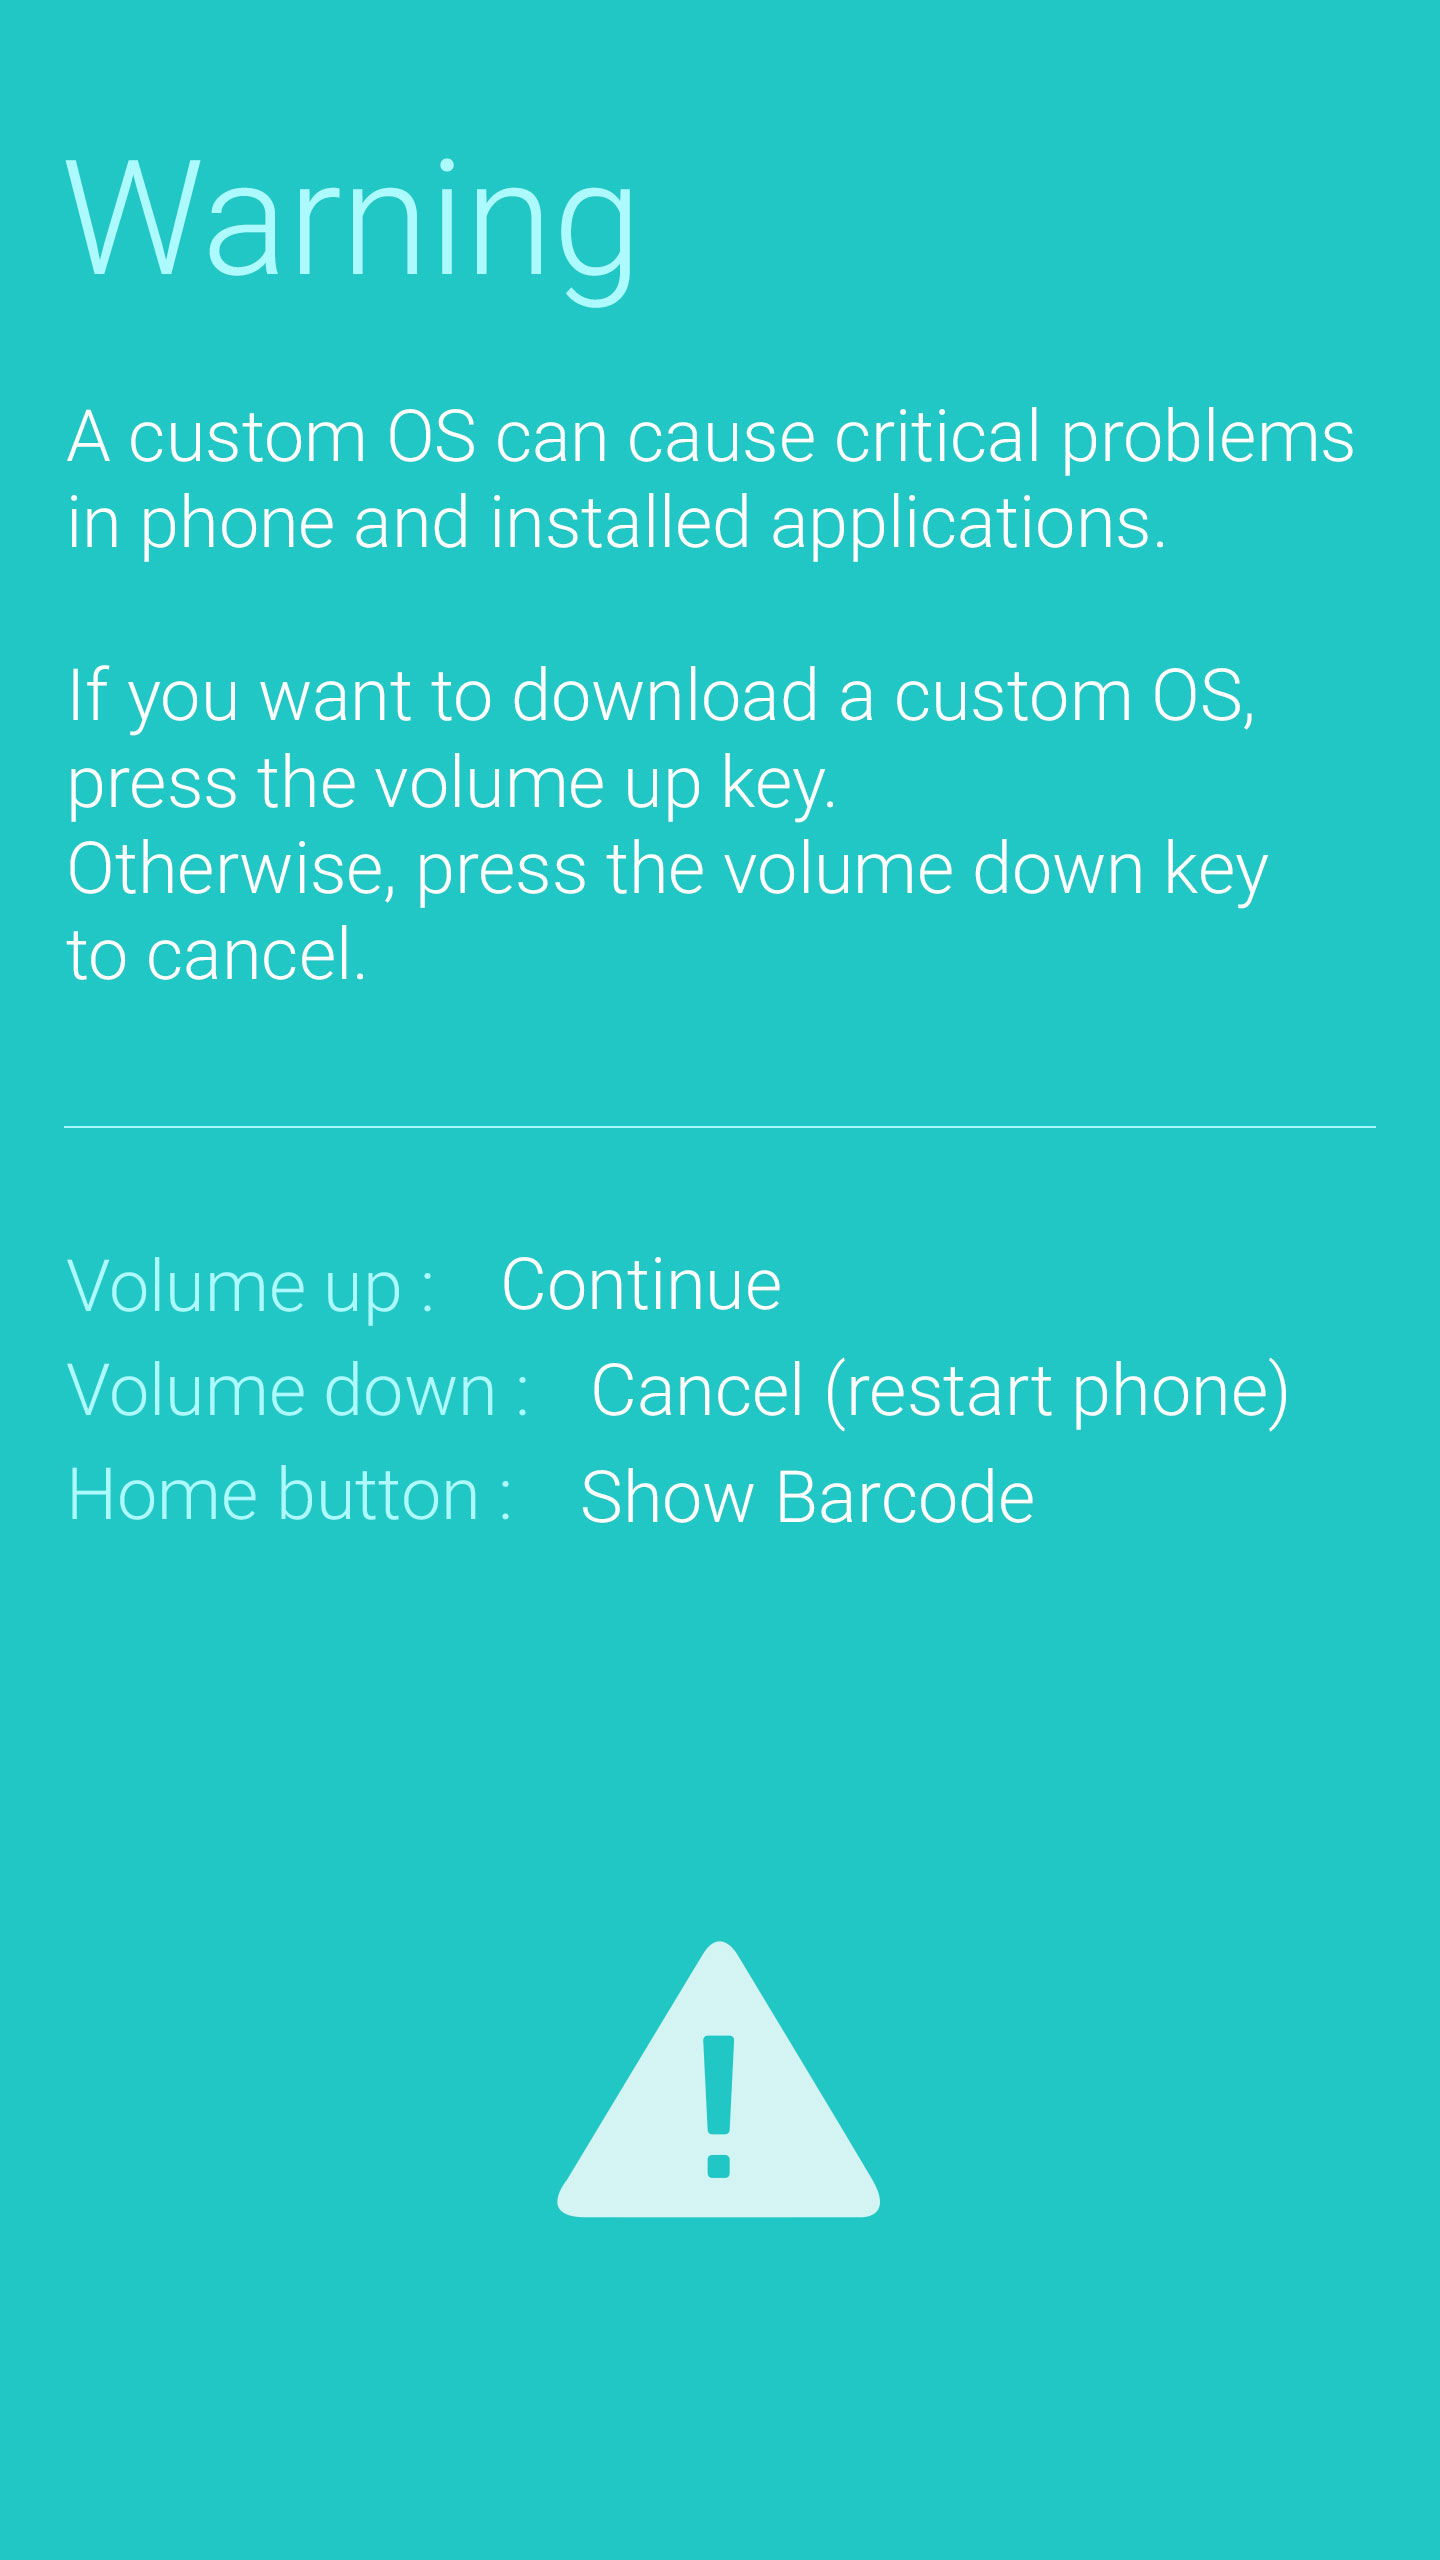 Warning
A custom OS can cause critical problems
in phone and installed applications.
If you want to download a custom OS,
press the volume up key.
Otherwise, press the volume down key
to cancel.
Volume up : Continue
Volume down : Cancel (restart phone)
Home button : Show Barcode